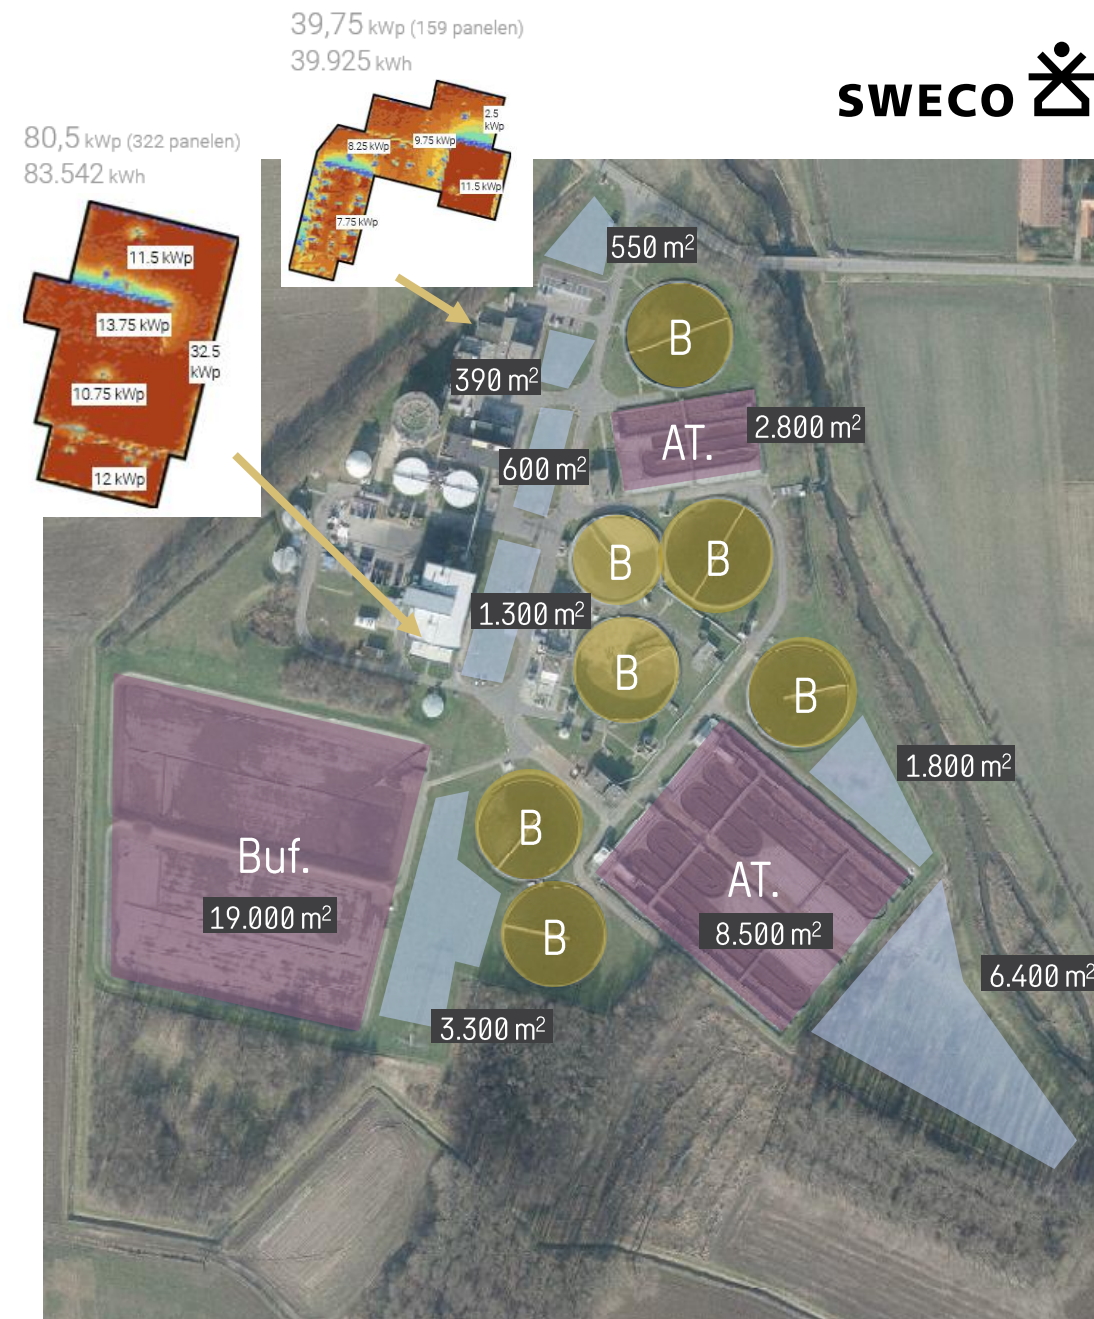 39,75 kWp (159 panelen)
39.925 kWh
SWECO
80,5 kWp (322 panelen)
83.542 kWh
2.5
kWp
8.25 kWp
9.75 kWp
11.5 kWp
7.75 kWp
11.5 kWp
13.75 kWp
32.5
kWp
10.75 kWp
12 kWp
550 m²
B
390 m²
AT.
2.800 m²
600 m²
B
B
1.300 m²
B
B
1.800 m²
B
Buf.
19.000 m²
AT.
8.500 m²
B
6.400 m²
3.300 m²